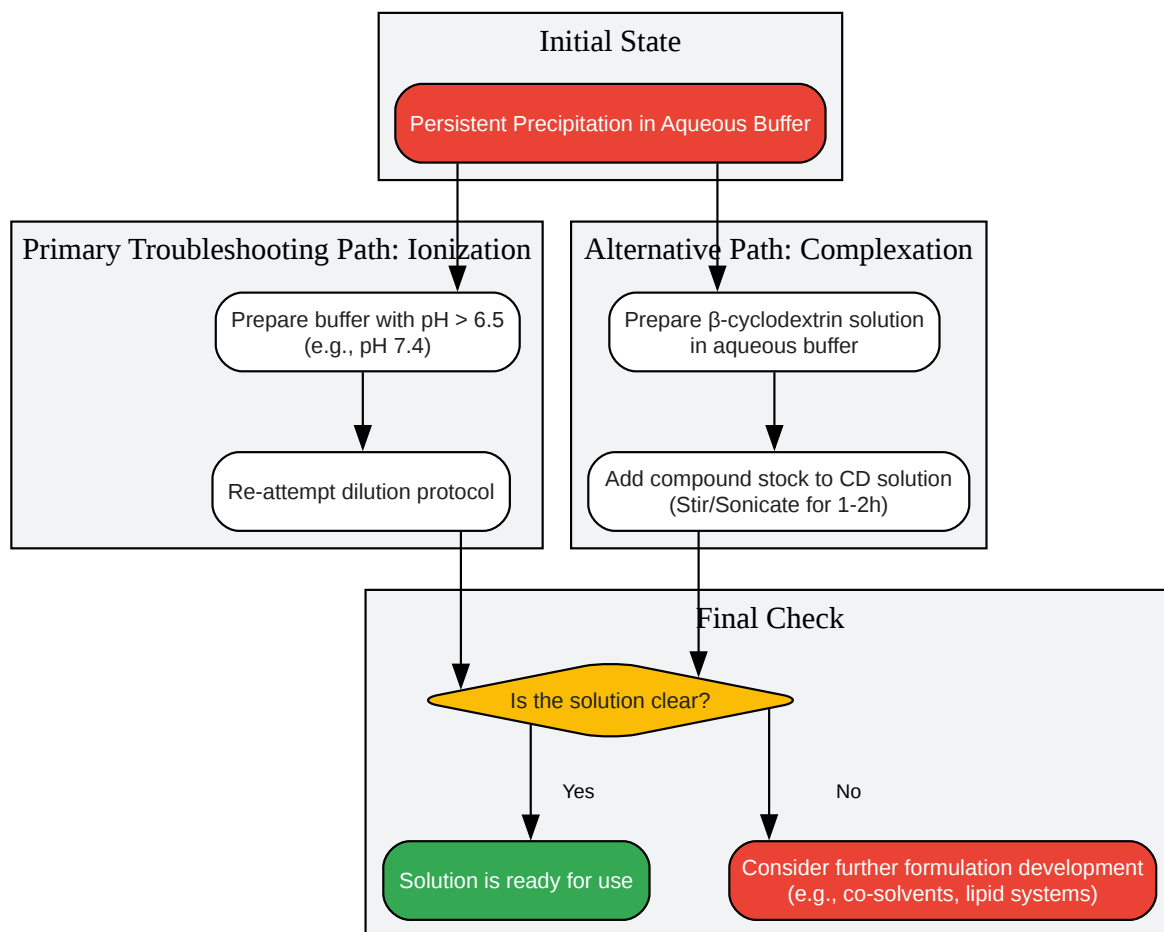 Initial State
Persistent Precipitation in Aqueous Buffer
Primary Troubleshooting Path: Ionization
Prepare buffer with pH > 6.5
(e.g., pH 7.4)
Re-attempt dilution protocol
Alternative Path: Complexation
Prepare β-cyclodextrin solution
in aqueous buffer
Add compound stock to CD solution
(Stir/Sonicate for 1-2h)
Final Check
Is the solution clear?
Yes
No
Solution is ready for use
Consider further formulation development
(e.g., co-solvents, lipid systems)